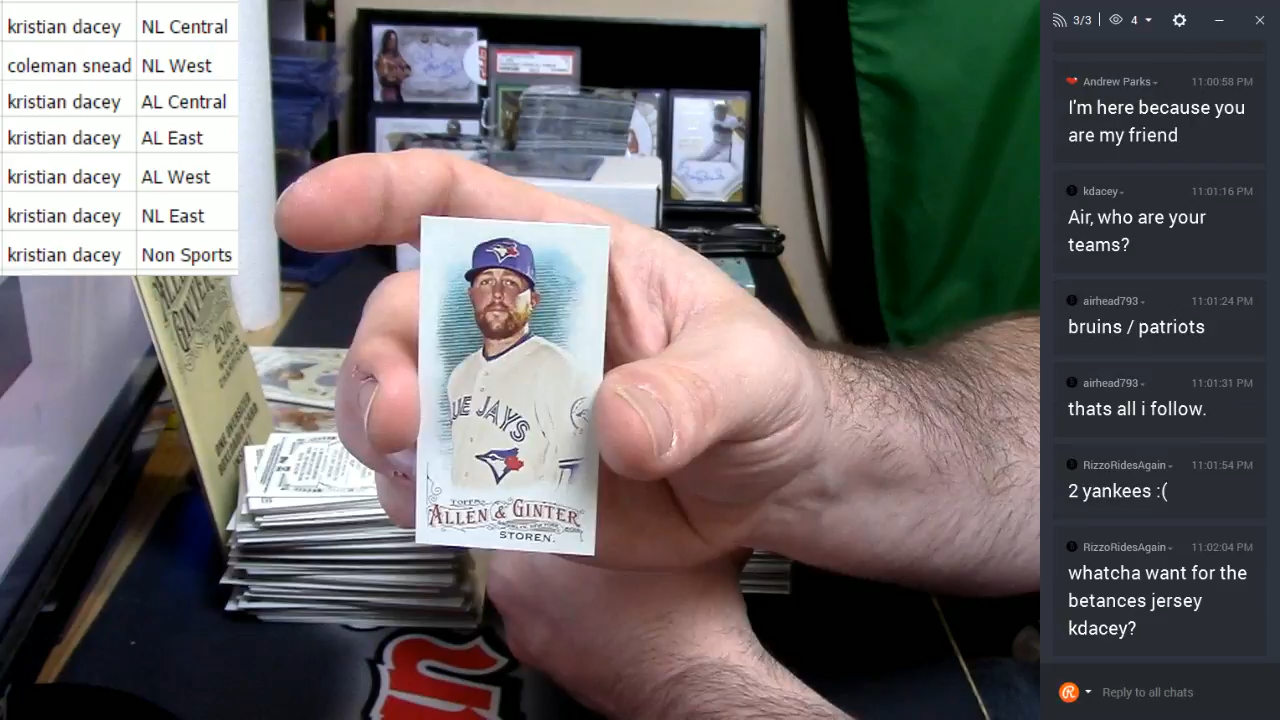 kristian dacey NL Central
coleman snead NL West
kristian dacey AL Central
kristian dacey AL East
kristian dacey AL West
kristian dacey NL East
kristian dacey Non Sports
GINTER
2016
BLUE JAYS
TOPPS
ALLEN & GINTER
STOREN.
3/3 4
Andrew Parks 11:00:58 PM
I'm here because you
are my friend
kdacey 11:01:16 PM
Air, who are your
teams?
airhead793 11:01:24 PM
bruins / patriots
airhead793 11:01:31 PM
thats all i follow.
RizzoRidesAgain 11:01:54 PM
2 yankees :(
RizzoRidesAgain 11:02:04 PM
whatcha want for the
betances jersey
kdacey?
Reply to all chats